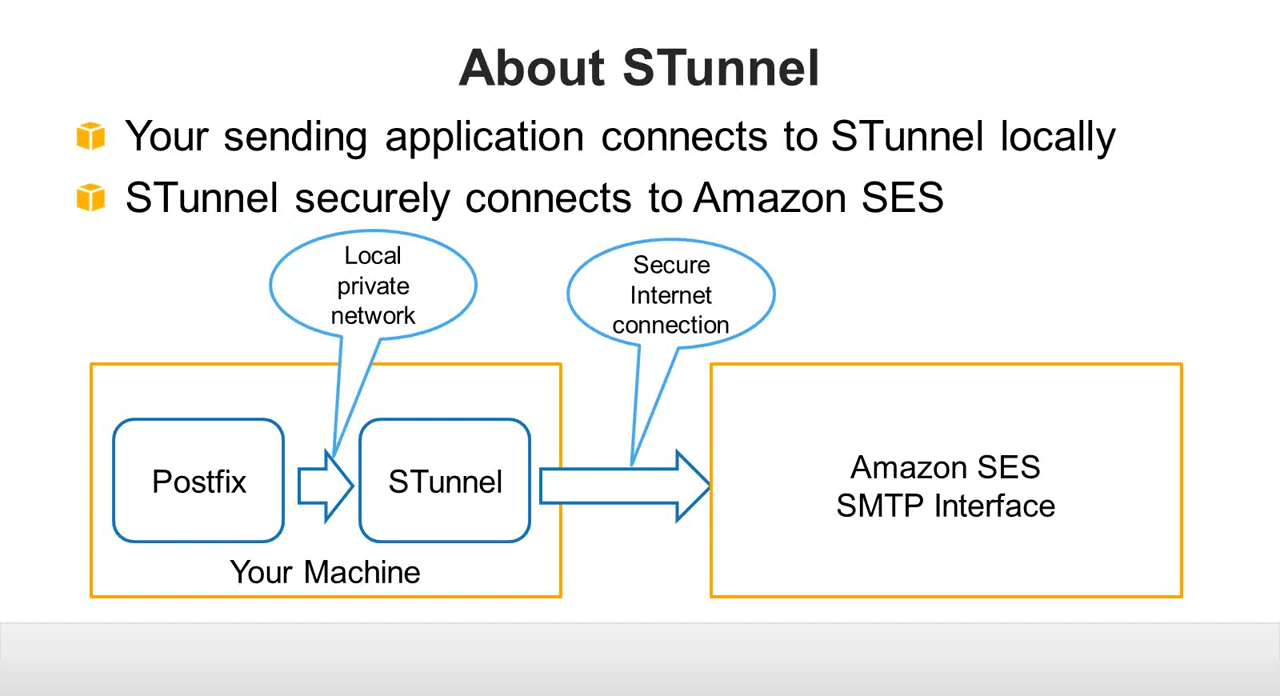 About STunnel
Your sending application connects to STunnel locally
STunnel securely connects to Amazon SES
Local
private
network
Secure
Internet
connection
Postfix
STunnel
Your Machine
Amazon SES
SMTP Interface